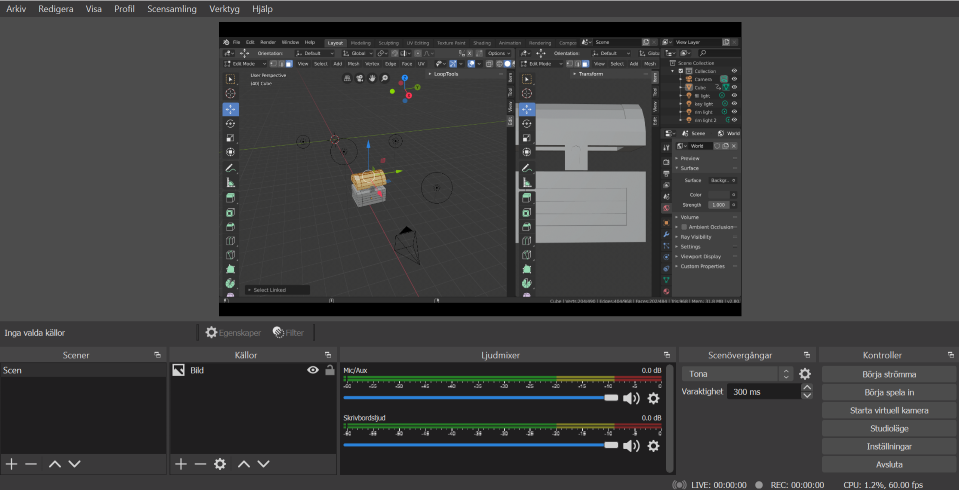 Arkiv Redigera Visa Profil Scensamling Verktyg Hjälp
File Edit Render Window Help Layout Modeling Sculpting UV Editing Texture Paint Shading Animation Rendering Compos Scene View Layer
Orientation: Default Global Options Orientation: Default
Edit Mode View Select Add Mesh Vertex Edge Face UV Edit Mode View Select Add Mesh
User Perspective
(40) Cube
LoopTools
Transform
Item
Tool
View
Edit
Scene Collection
Collection
Camera
Cube
fill light
key light
rim light
rim light 2
Scene World
World
Preview
Surface
Surface Backgr..
Color
Strength 1.000
Volume
Ambient Occlusion
Ray Visibility
Settings
Viewport Display
Custom Properties
Select Linked
Inga valda källor Egenskaper Filter
Scener Källor Ljudmixer Scenövergångar Kontroller
Scen
Bild
Mic/Aux 0.0 dB
-60 -55 -50 -45 -40 -35 -30 -25 -20 -15 -10 -5 0
Skrivbordsljud 0.0 dB
-60 -55 -50 -45 -40 -35 -30 -25 -20 -15 -10 -5 0
Tona
Varaktighet 300 ms
Börja strömma
Börja spela in
Starta virtuell kamera
Studioläge
Inställningar
Avsluta
LIVE: 00:00:00 REC: 00:00:00 CPU: 1.2%, 60.00 fps